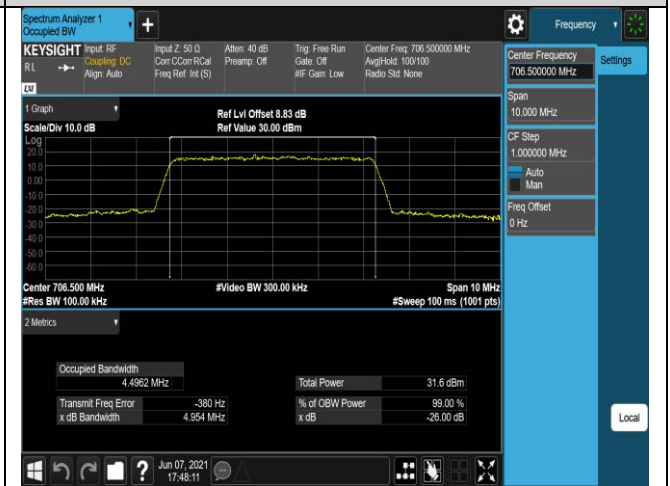 Spectrum Analyzer 1
Occupied BW
+
Frequency
KEYSIGHT
RL
Input: RF
Coupling: DC
Align: Auto
Input Z: 50 Ω
Corr CCorr RCal
Freq Ref: Int (S)
Atten: 40 dB
Preamp: Off
Trig: Free Run
Gate: Off
#IF Gain: Low
Center Freq: 706.500000 MHz
Avg|Hold: 100/100
Radio Std: None
LXI
Center Frequency
706.500000 MHz
Settings
Span
10.000 MHz
CF Step
1.000000 MHz
Auto
Man
Freq Offset
0 Hz
Local
1 Graph
Scale/Div 10.0 dB
Ref Lvl Offset 8.83 dB
Ref Value 30.00 dBm
Log
20.0
10.0
0.00
-10.0
-20.0
-30.0
-40.0
-50.0
-60.0
Center 706.500 MHz
#Video BW 300.00 kHz
Span 10 MHz
#Res BW 100.00 kHz
#Sweep 100 ms (1001 pts)
2 Metrics
Occupied Bandwidth
4.4962 MHz
Total Power 31.6 dBm
Transmit Freq Error -380 Hz
% of OBW Power 99.00 %
x dB Bandwidth 4.954 MHz
x dB -26.00 dB
?
Jun 07, 2021
17:48:11